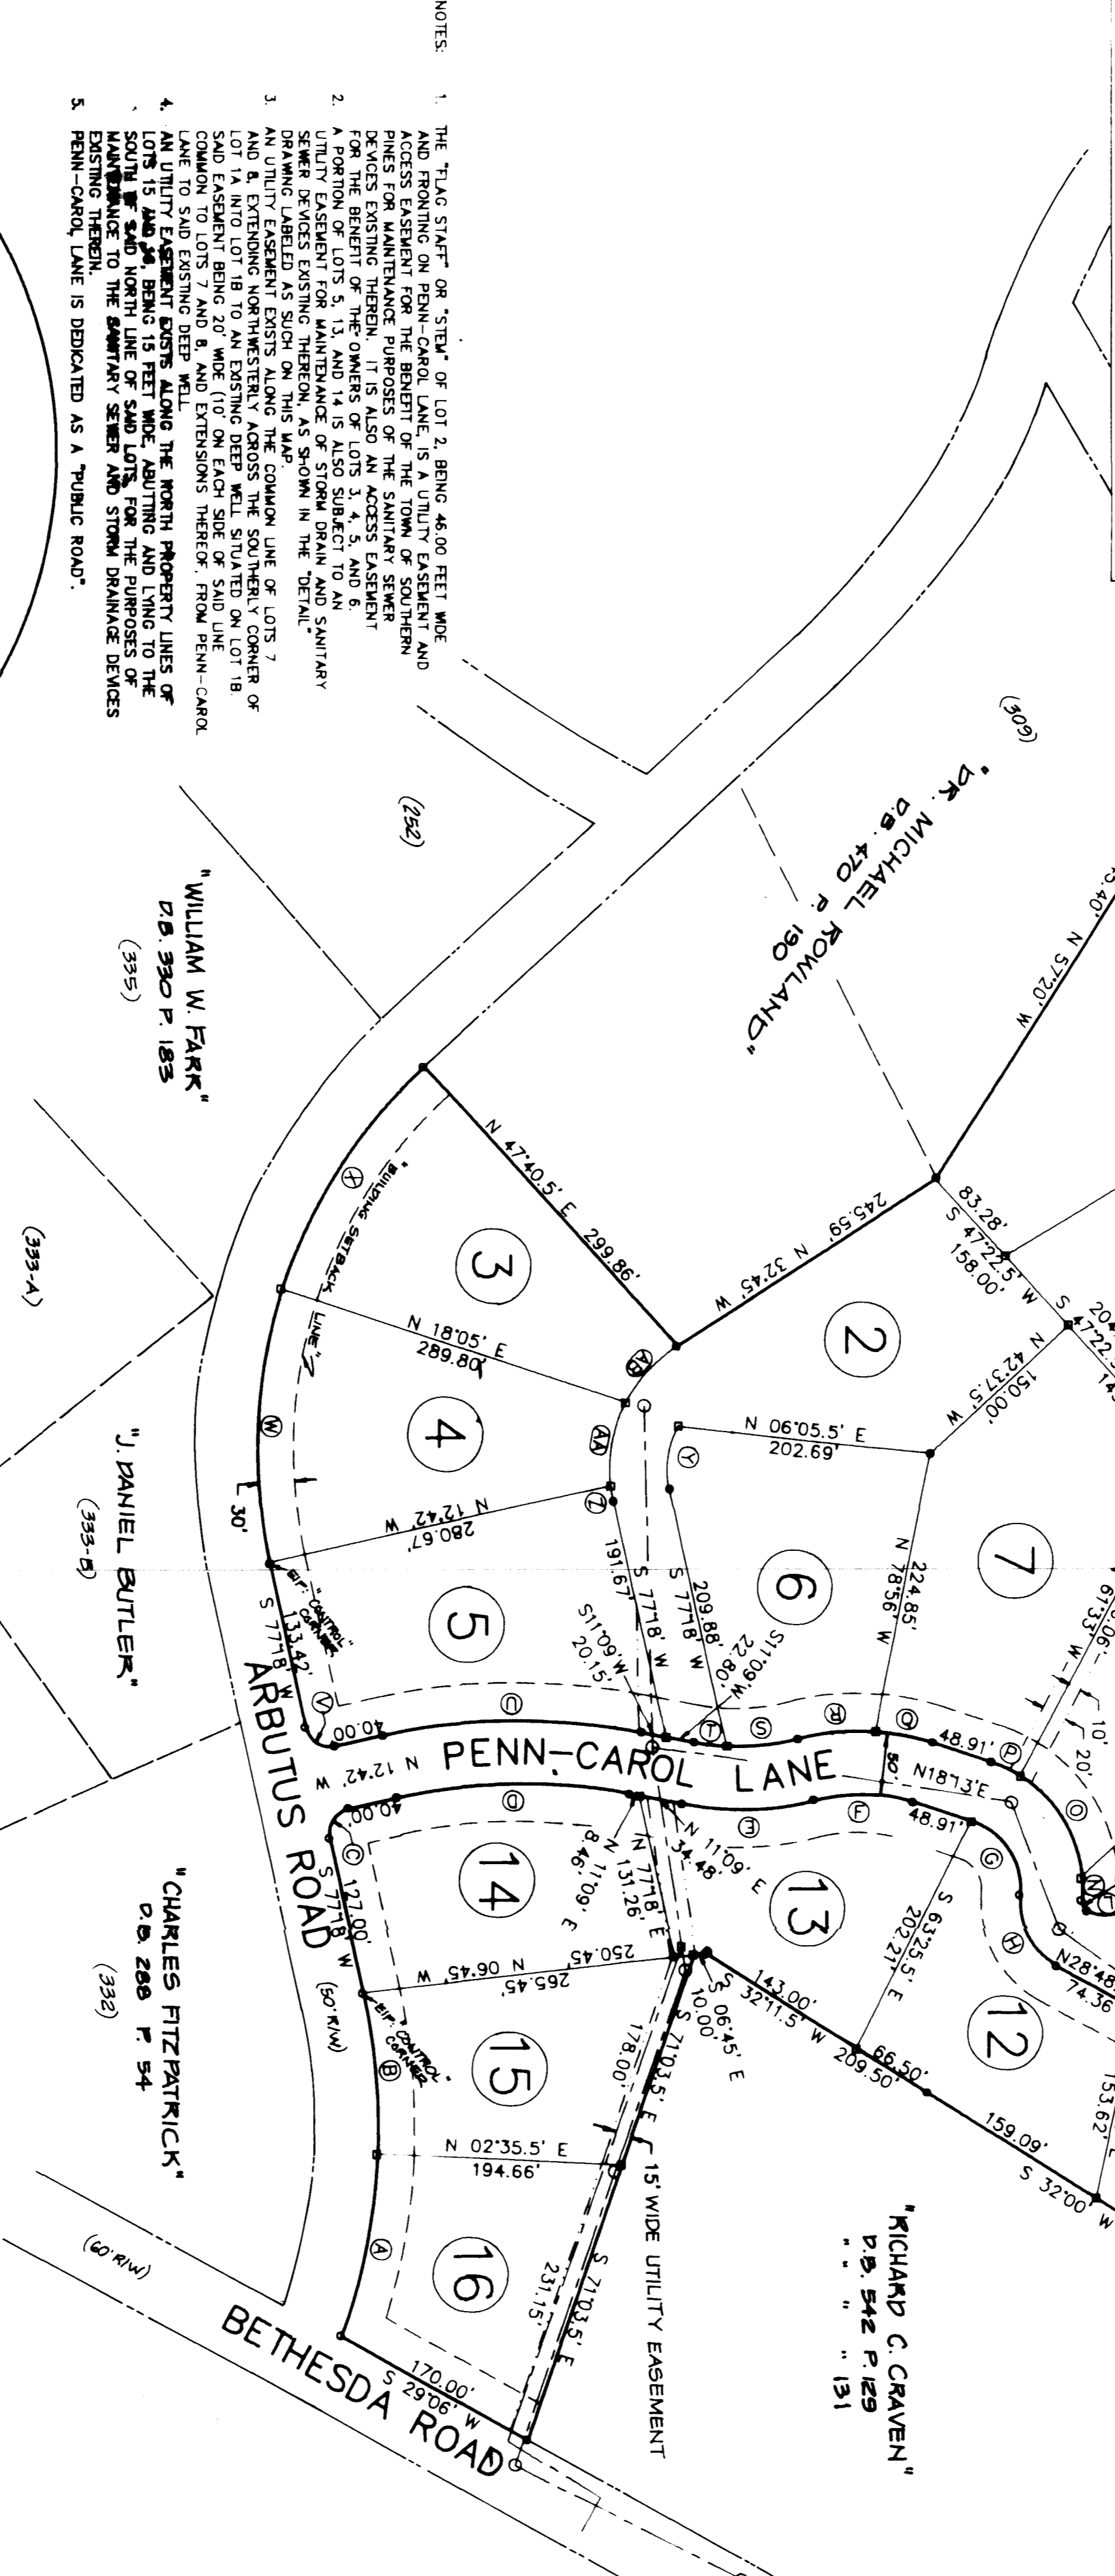 NOTES:
1. THE "FLAG STAFF" OR "STEM" OF LOT 2, BEING 46.00 FEET WIDE
AND FRONTING ON PENN-CAROL LANE, IS A UTILITY EASEMENT AND
ACCESS EASEMENT FOR THE BENEFIT OF THE TOWN OF SOUTHERN
PINES FOR MAINTENANCE PURPOSES OF THE SANITARY SEWER
DEVICES EXISTING THEREIN. IT IS ALSO AN ACCESS EASEMENT
FOR THE BENEFIT OF THE OWNERS OF LOTS 3, 4, 5, AND 6.
2. A PORTION OF LOTS 5, 13, AND 14 IS ALSO SUBJECT TO AN
UTILITY EASEMENT FOR MAINTENANCE OF STORM DRAIN AND SANITARY
SEWER DEVICES EXISTING THEREON, AS SHOWN IN THE "DETAIL"
DRAWING LABELED AS SUCH ON THIS MAP.
3. AN UTILITY EASEMENT EXISTS ALONG THE COMMON LINE OF LOTS 7
AND 8, EXTENDING NORTHWESTERLY ACROSS THE SOUTHERLY CORNER OF
LOT 1A INTO LOT 1B TO AN EXISTING DEEP WELL SITUATED ON LOT 1B.
SAID EASEMENT BEING 20' WIDE (10' ON EACH SIDE OF SAID LINE
COMMON TO LOTS 7 AND 8, AND EXTENSIONS THEREOF, FROM PENN-CAROL
LANE TO SAID EXISTING DEEP WELL
4. AN UTILITY EASEMENT EXISTS ALONG THE NORTH PROPERTY LINES OF
LOTS 15 AND 16, BEING 15 FEET WIDE, ABUTTING AND LYING TO THE
SOUTH OF SAID NORTH LINE OF SAID LOTS, FOR THE PURPOSES OF
MAINTENANCE TO THE SANITARY SEWER AND STORM DRAINAGE DEVICES
EXISTING THEREIN.
5. PENN-CAROL LANE IS DEDICATED AS A "PUBLIC ROAD".
(309)
"DR. MICHAEL ROWLAND"
D.B. 470 P. 190
(252)
"WILLIAM W. FARK"
D.B. 330 P. 183
(335)
(333-A)
"J. DANIEL BUTLER"
(333-B)
"CHARLES FITZPATRICK"
D.B. 288 P. 54
(332)
"RICHARD C. CRAVEN"
D.B. 542 P. 129
" " " " 131
N 57°20' W
83.28'
S 47°22.5' W
158.00'
N 42°37.5' W
150.00'
245.59'
N 32°45' W
N 47°40.5' E 299.86'
"BUILDING SETBACK LINE"
X
3
2
N 18°05' E
289.80'
AB
AA
Z
Y
W
4
N 06°05.5' E
202.69'
30'
N 12°42' W
280.67'
7
6
5
224.85'
N 78°56' W
61°33' W
10'
20'
209.88'
S 77°18' W
191.67'
S 77°18' W
S11°09'W
20.15'
S11°09'W
22.80'
E.I.P. "CONTROL" CORNER
133.42'
S 77°18' W
V
40.00'
U
T
S
R
Q
48.91'
P
O
N
PENN-CAROL LANE
N 12°42' W
50'
N18°13'E
40.00'
D
E
F
48.91'
G
H
ARBUTUS ROAD
(60' R/W)
C
127.00'
S 77°18' W
14
13
12
N 11°09' E
34.48'
N 77°18' E
131.26'
N 11°09' E
8.46'
S 63°25.5' E
202.21'
N28°48
74.36
250.45'
N 06°45' W
265.45'
S 06°45' E
10.00'
143.00'
S 32°11.5' W
209.50'
66.50'
159.09'
S 32°00' W
153.62'
E.I.P. "CONTROL" CORNER
B
15
178.00'
S 71°03.5' E
15' WIDE UTILITY EASEMENT
N 02°35.5' E
194.66'
A
16
S 71°03.5' E
231.15'
170.00'
S 29°06' W
BETHESDA ROAD
(60' R/W)